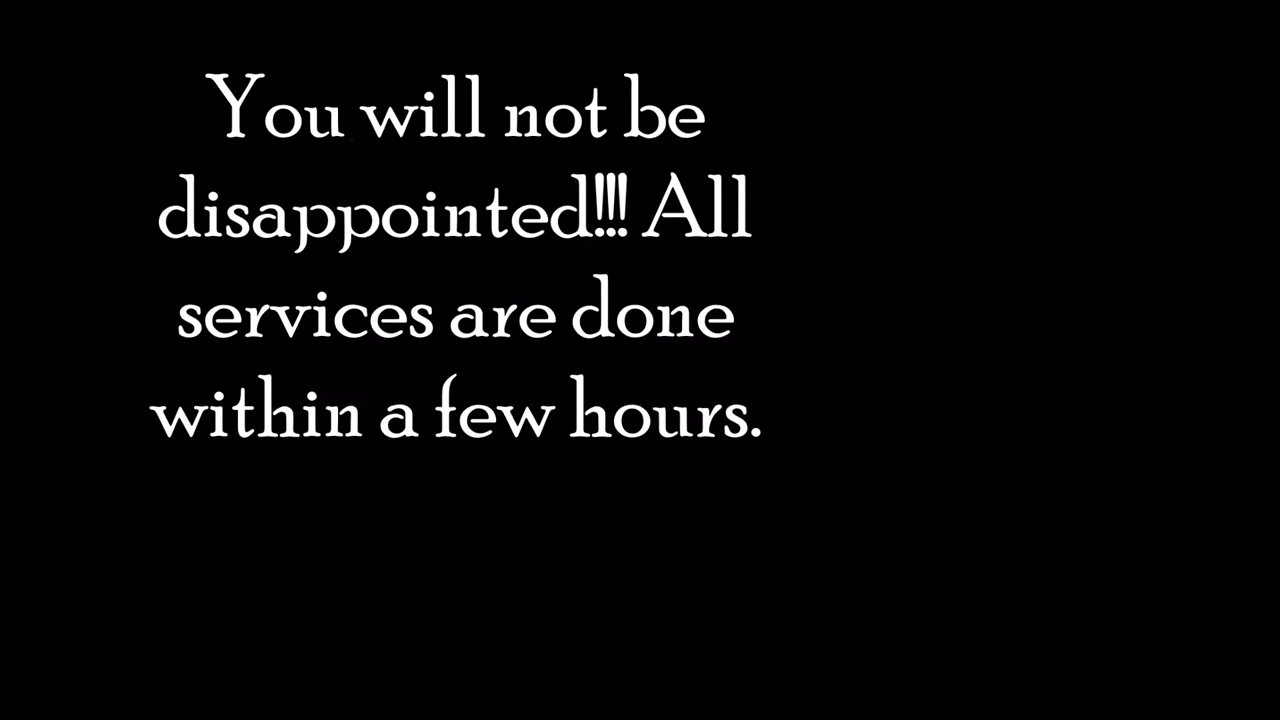 You will not be
disappointed!!! All
services are done
within a few hours.